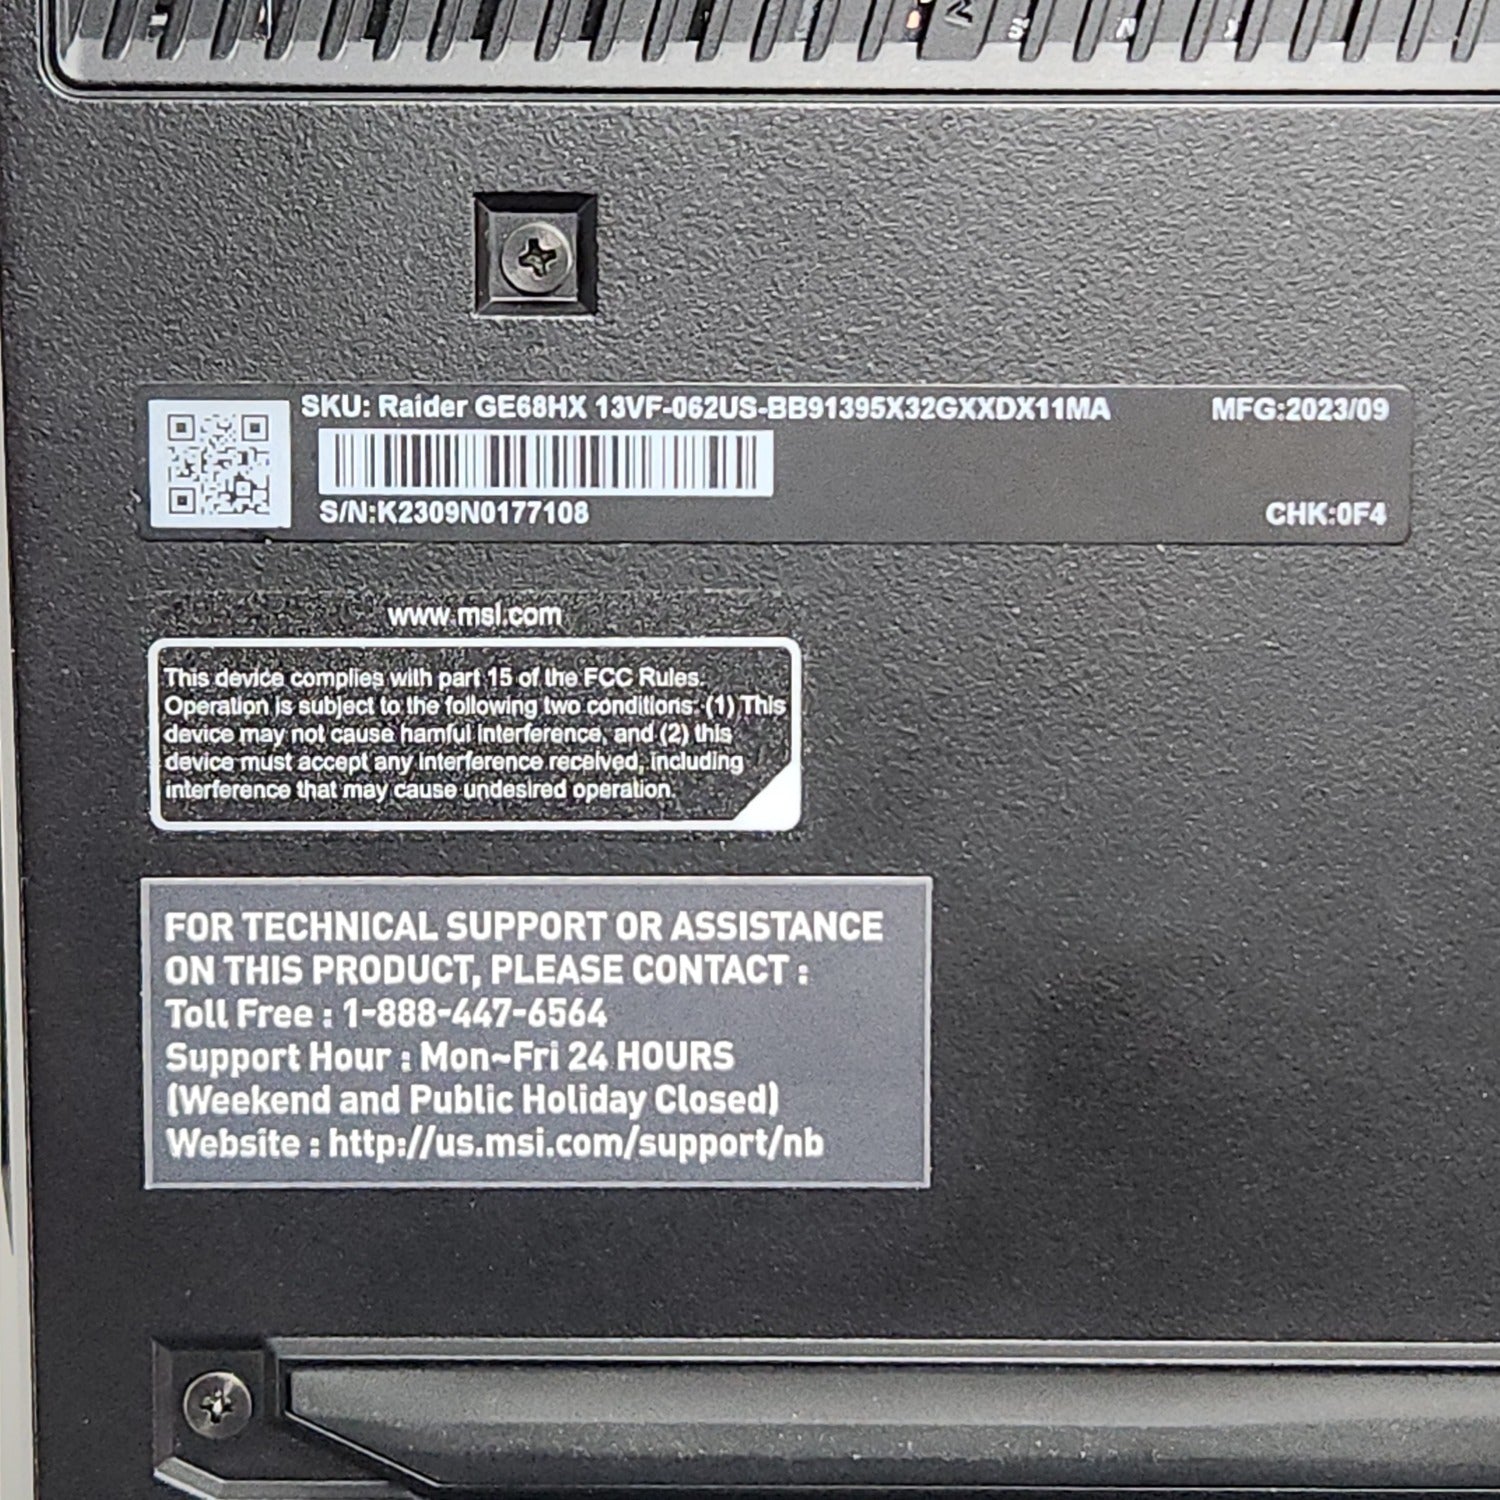 SKU: Raider GE68HX 13VF-062US-BB91395X32GXXDX11MA
MFG:2023/09
S/N:K2309N0177108
CHK:0F4
www.msi.com
This device complies with part 15 of the FCC Rules.
Operation is subject to the following two conditions: (1) This
device may not cause harmful interference, and (2) this
device must accept any interference received, including
interference that may cause undesired operation.
FOR TECHNICAL SUPPORT OR ASSISTANCE
ON THIS PRODUCT, PLEASE CONTACT :
Toll Free : 1-888-447-6564
Support Hour : Mon~Fri 24 HOURS
(Weekend and Public Holiday Closed)
Website : http://us.msi.com/support/nb